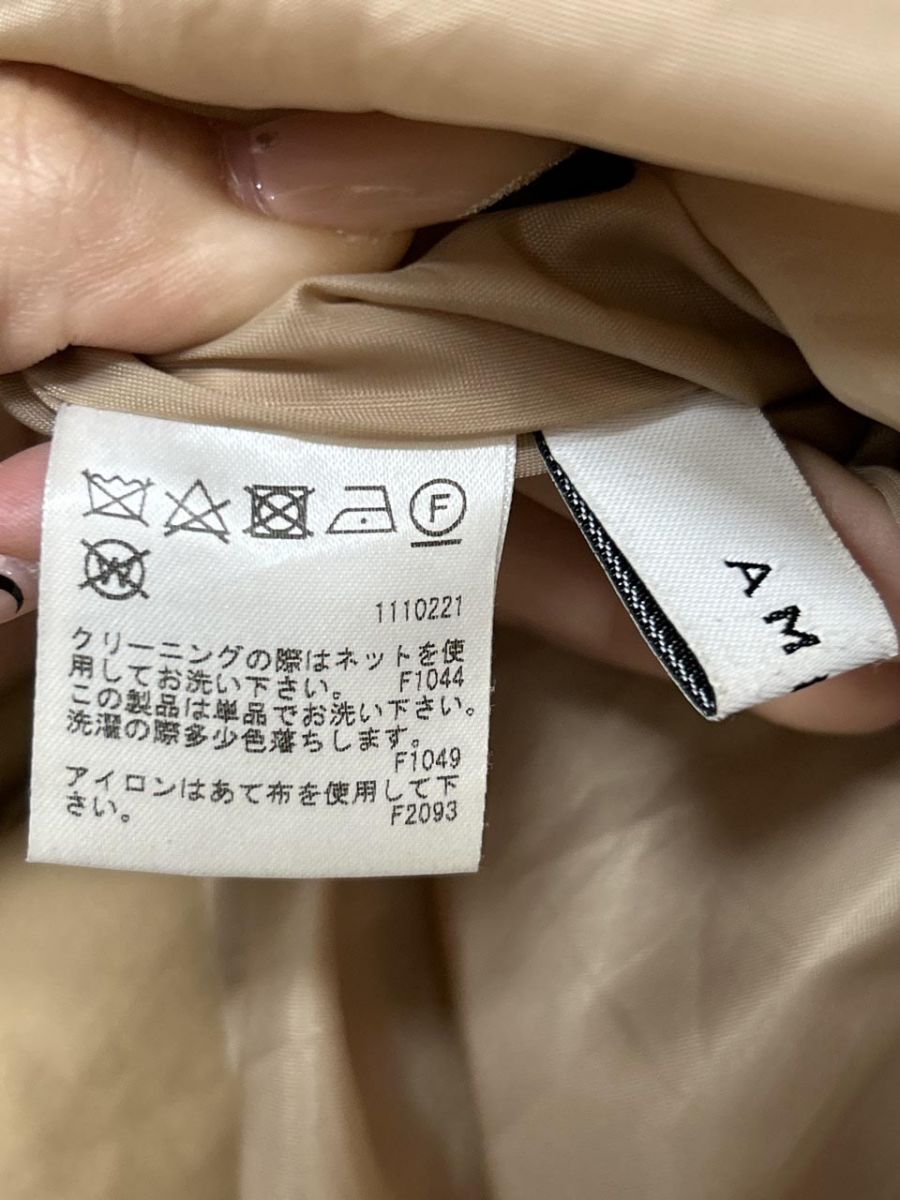 F
W
1110221
クリーニングの際はネットを使
用してお洗い下さい。 F1044
この製品は単品でお洗い下さい。
洗濯の際多少色落ちします。
F1049
アイロンはあて布を使用して下
さい。 F2093
A M